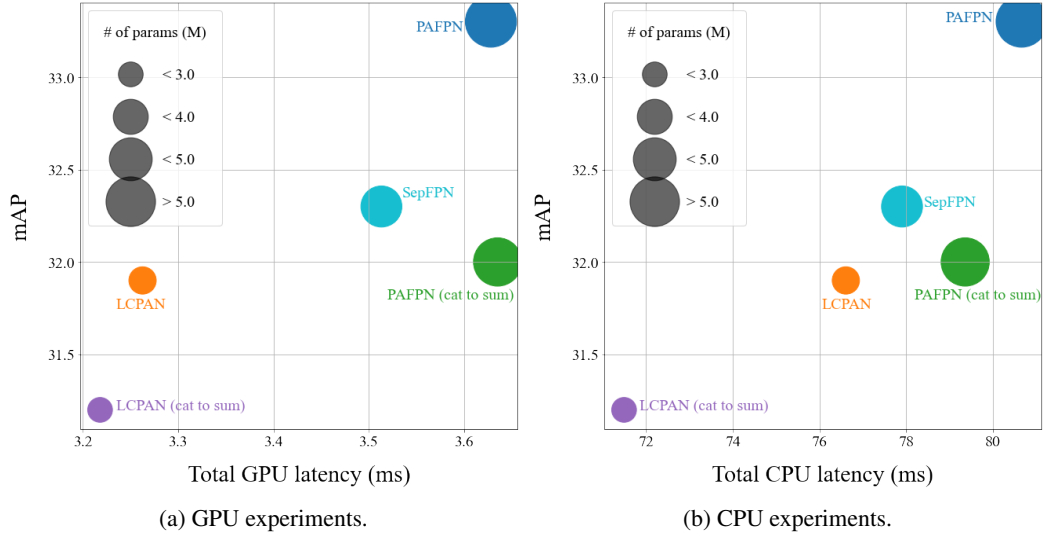 # of params (M)
< 3.0
< 4.0
< 5.0
> 5.0
PAFPN
SepFPN
PAFPN (cat to sum)
LCPAN
LCPAN (cat to sum)
33.0
32.5
32.0
31.5
mAP
3.2
3.3
3.4
3.5
3.6
Total GPU latency (ms)
(a) GPU experiments.
# of params (M)
< 3.0
< 4.0
< 5.0
> 5.0
PAFPN
SepFPN
PAFPN (cat to sum)
LCPAN
LCPAN (cat to sum)
33.0
32.5
32.0
31.5
mAP
72
74
76
78
80
Total CPU latency (ms)
(b) CPU experiments.